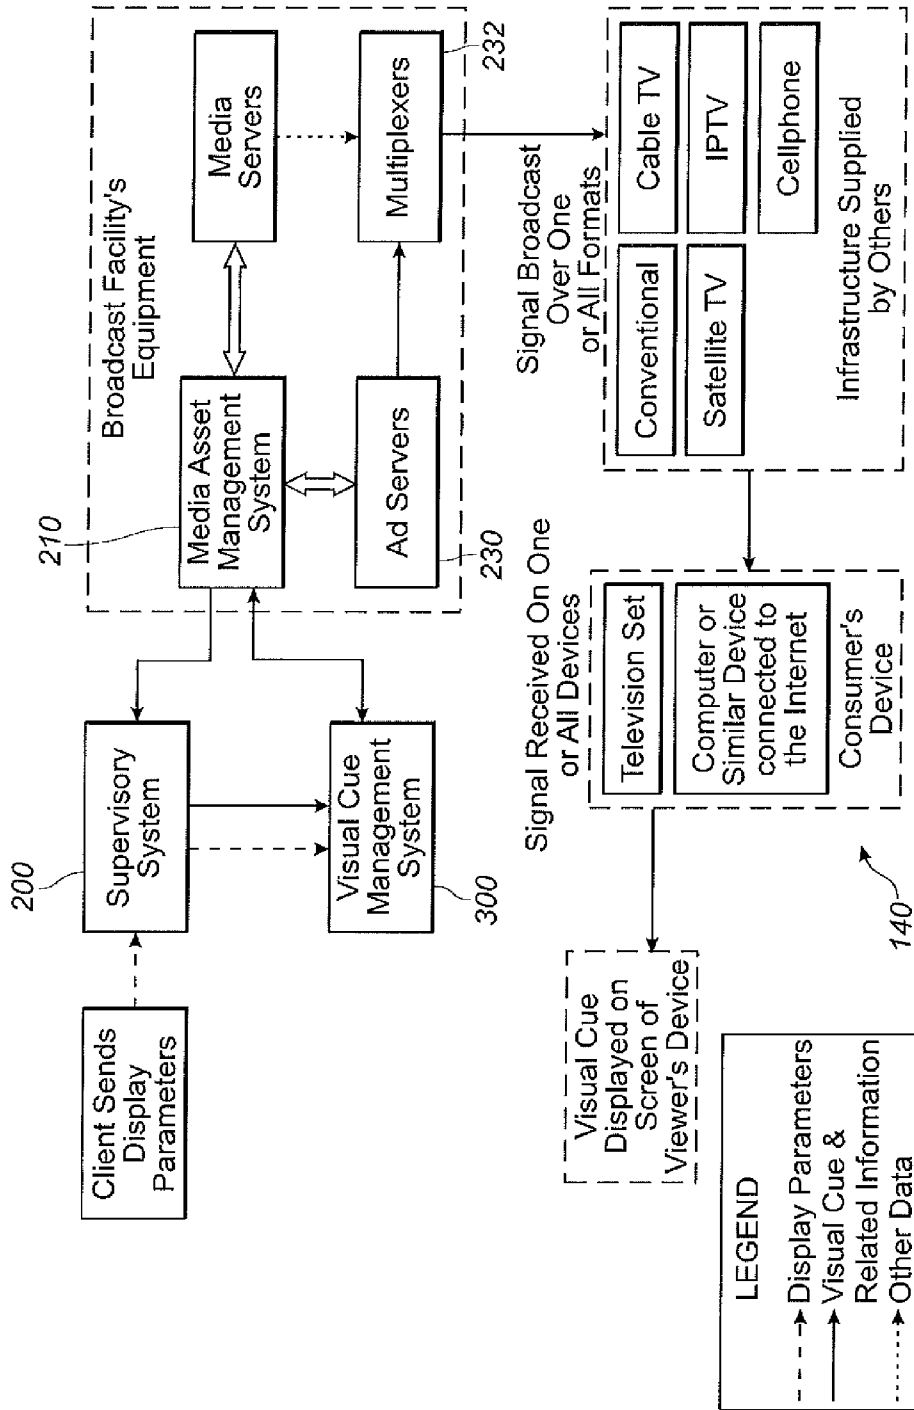 Client Sends
Display
Parameters
200
Supervisory
System
Visual Cue
Management
System
300
210
Broadcast Facility's
Equipment
Media Asset
Management
System
Media
Servers
Ad Servers
230
Multiplexers
232
Visual Cue
Displayed on
Screen of
Viewer's Device
Signal Received On One
or All Devices
Television Set
Computer or
Similar Device
connected to
the Internet
Consumer's
Device
Signal Broadcast
Over One
or All Formats
Conventional
Cable TV
Satellite TV
IPTV
Cellphone
Infrastructure Supplied
by Others
LEGEND
Display Parameters
Visual Cue &
Related Information
Other Data
140